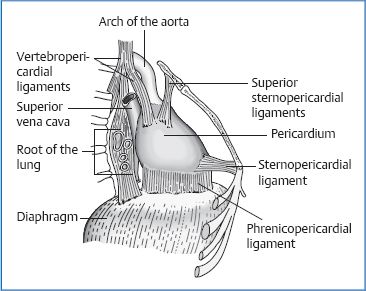 Arch of the aorta
Vertebroperi-
cardial
ligaments
Superior
vena cava
Root of the
lung
Diaphragm
Superior
sternopericardial
ligaments
Pericardium
Sternopericardial
ligament
Phrenicopericardial
ligament